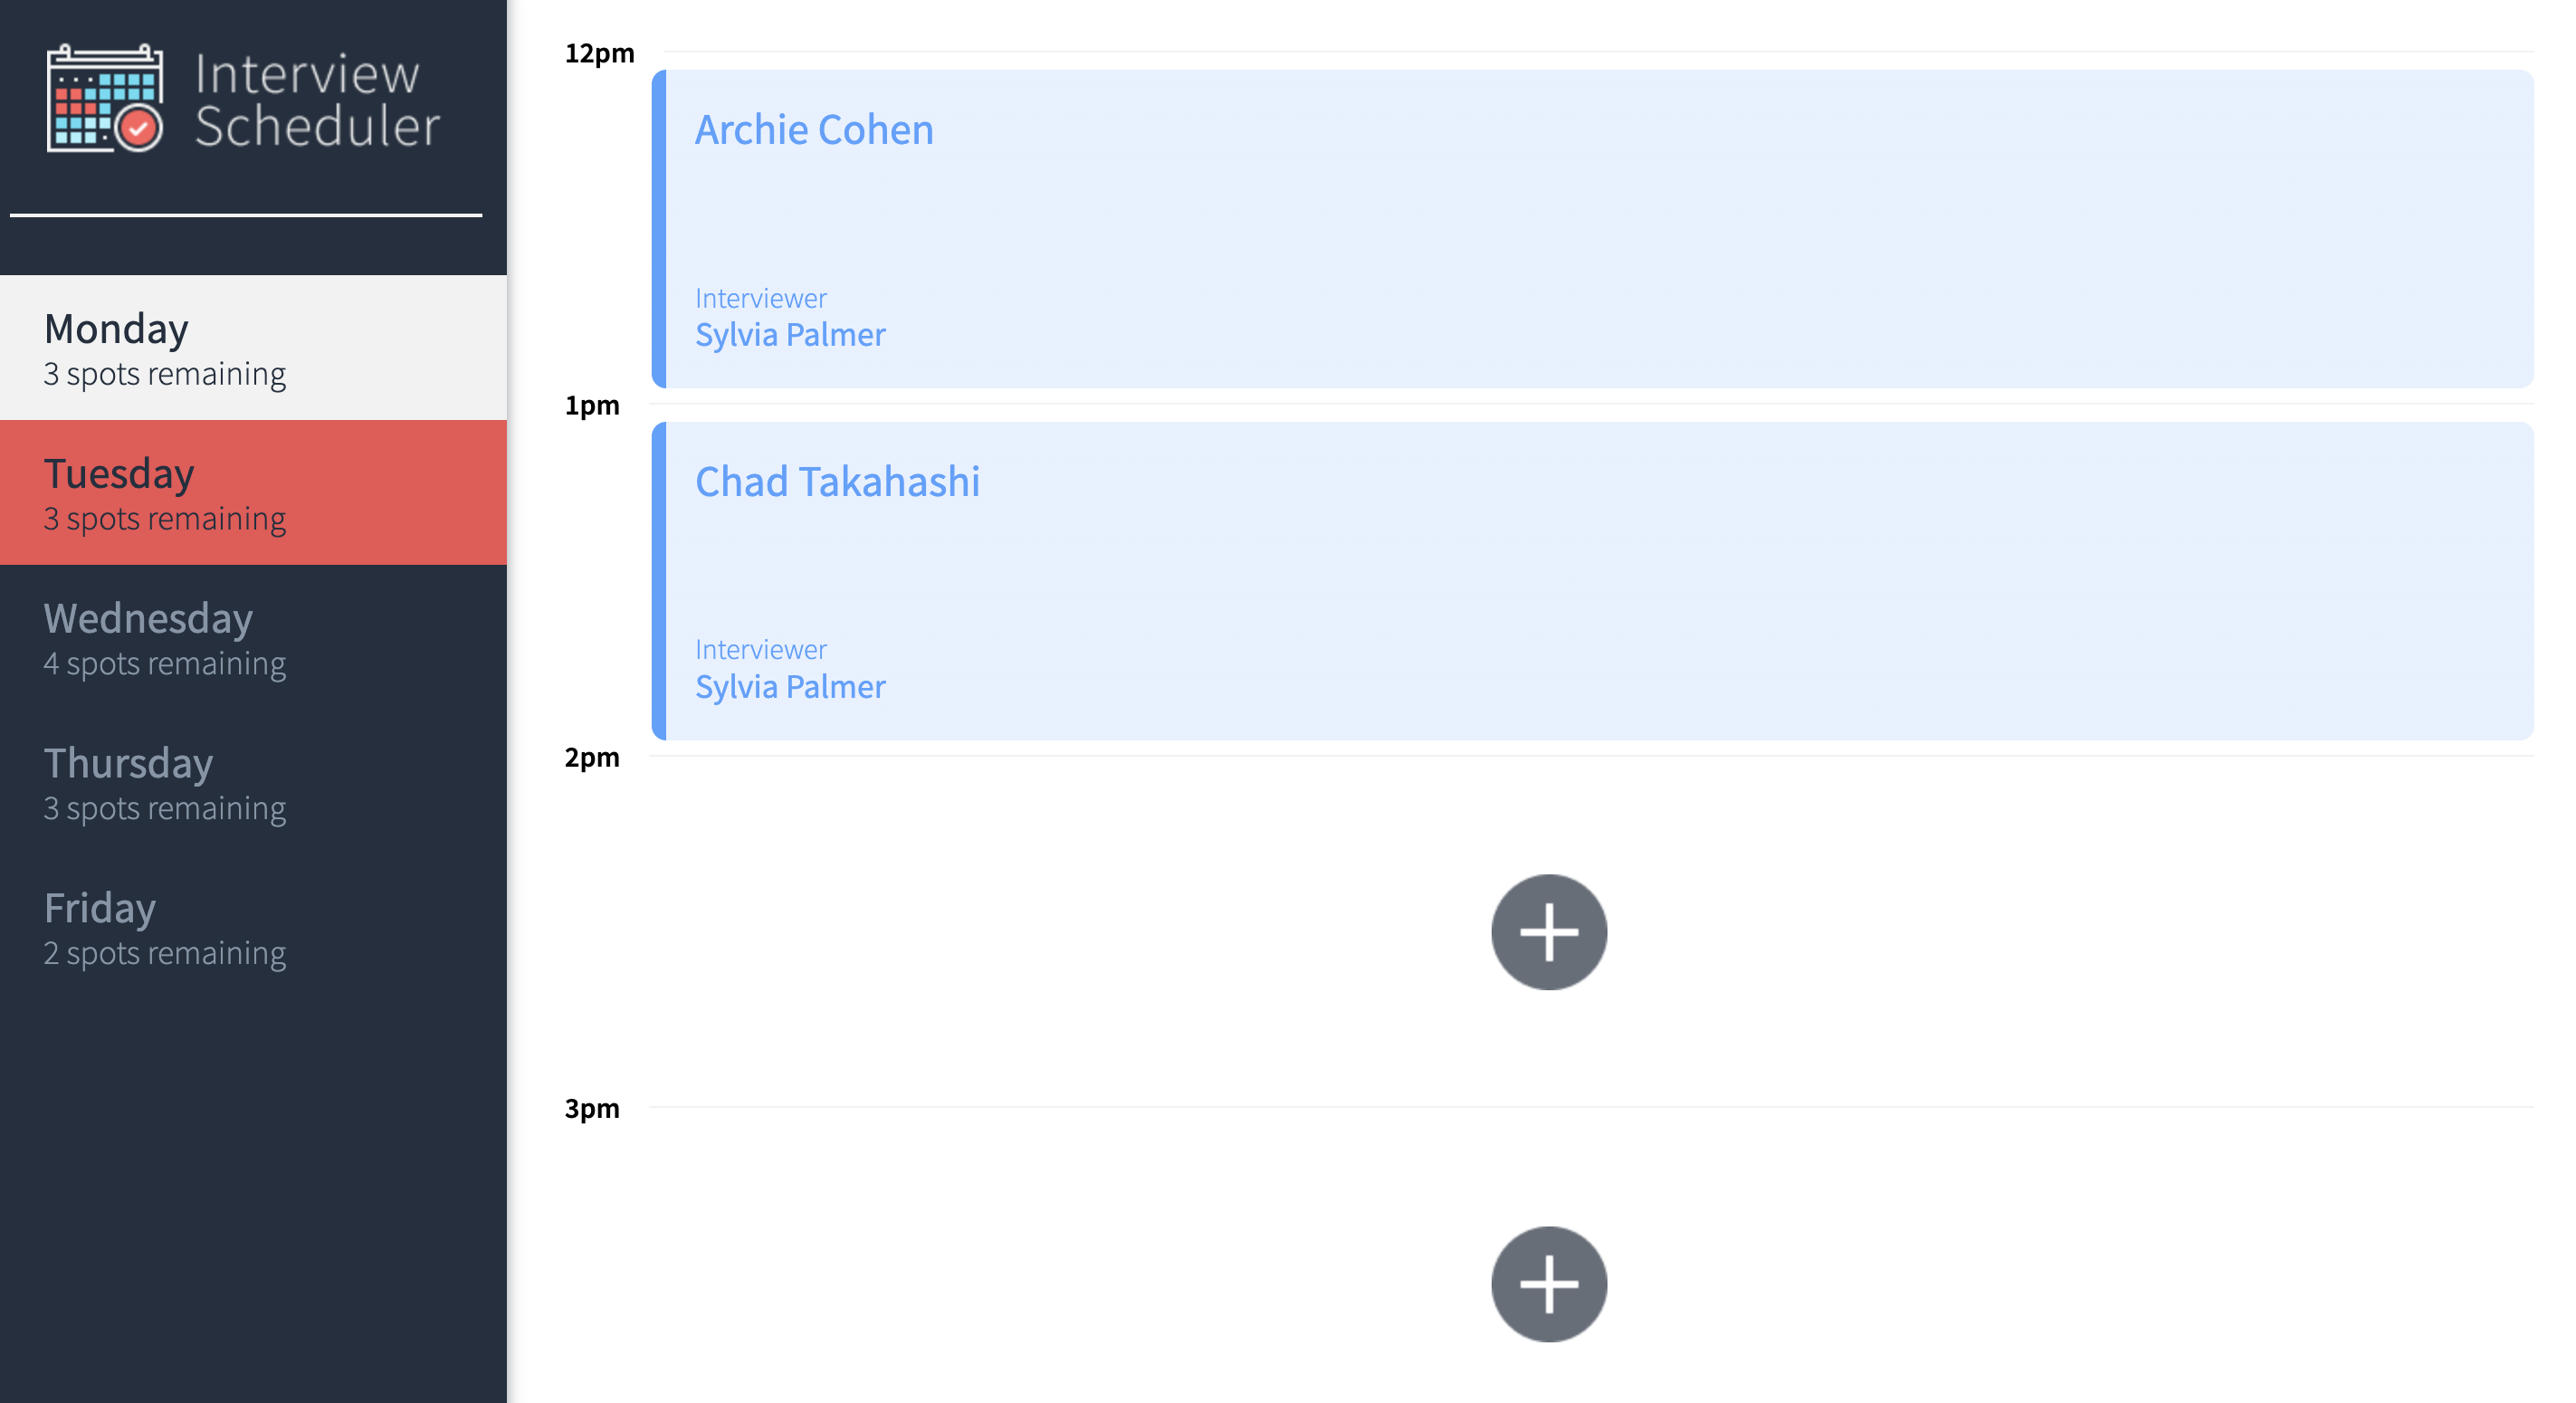 Interview
Scheduler
Monday
3 spots remaining
Tuesday
3 spots remaining
Wednesday
4 spots remaining
Thursday
3 spots remaining
Friday
2 spots remaining
12pm
Archie Cohen
Interviewer
Sylvia Palmer
1pm
Chad Takahashi
Interviewer
Sylvia Palmer
2pm
3pm